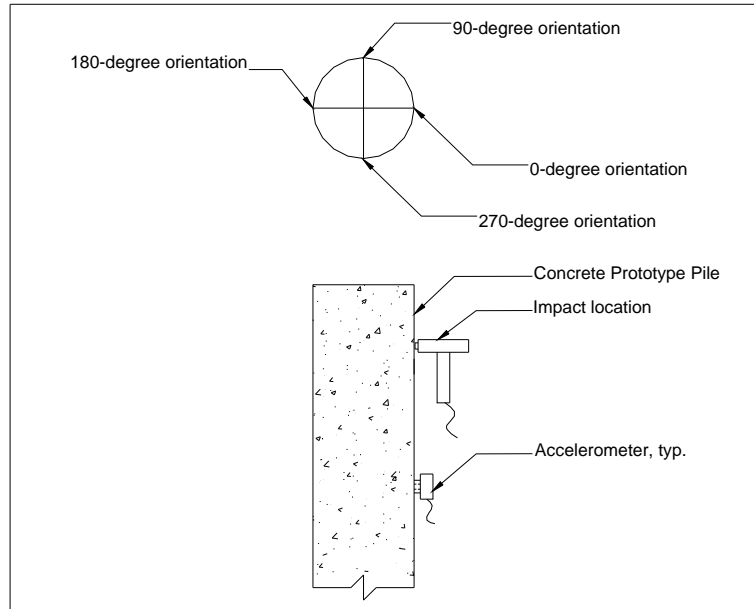 90-degree orientation
180-degree orientation
0-degree orientation
270-degree orientation
Concrete Prototype Pile
Impact location
Accelerometer, typ.